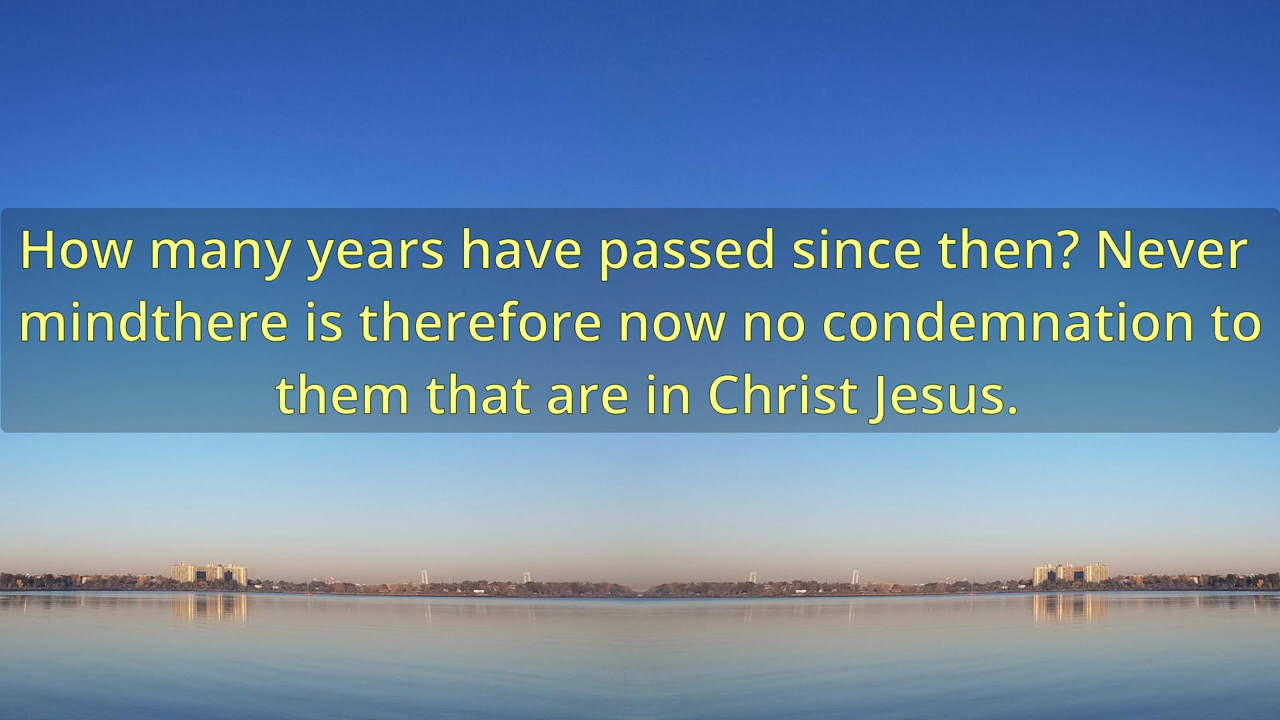 How many years have passed since then? Never
mindthere is therefore now no condemnation to
them that are in Christ Jesus.